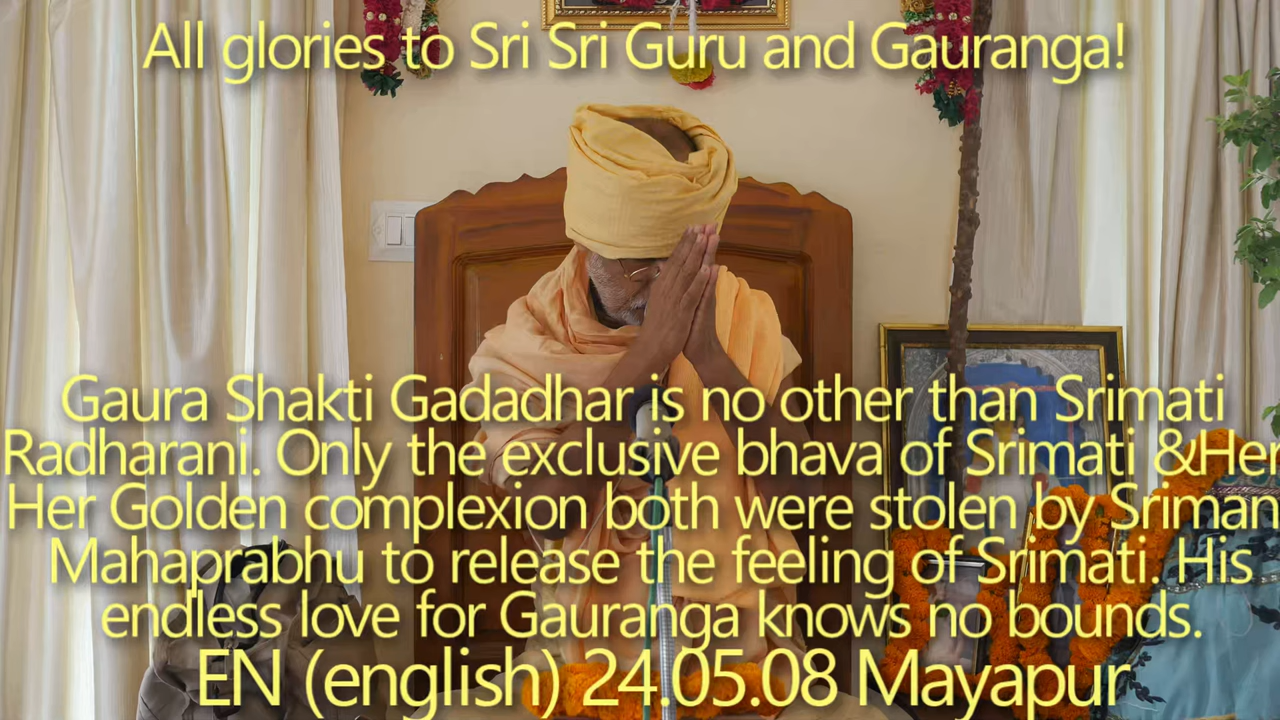 All glories to Sri Sri Guru and Gauranga!
Gaura Shakti Gadadhar is no other than Srimati
Radharani. Only the exclusive bhava of Srimati &Her
Her Golden complexion both were stolen by Sriman
Mahaprabhu to release the feeling of Srimati. His
endless love for Gauranga knows no bounds.
EN (english) 24.05.08 Mayapur